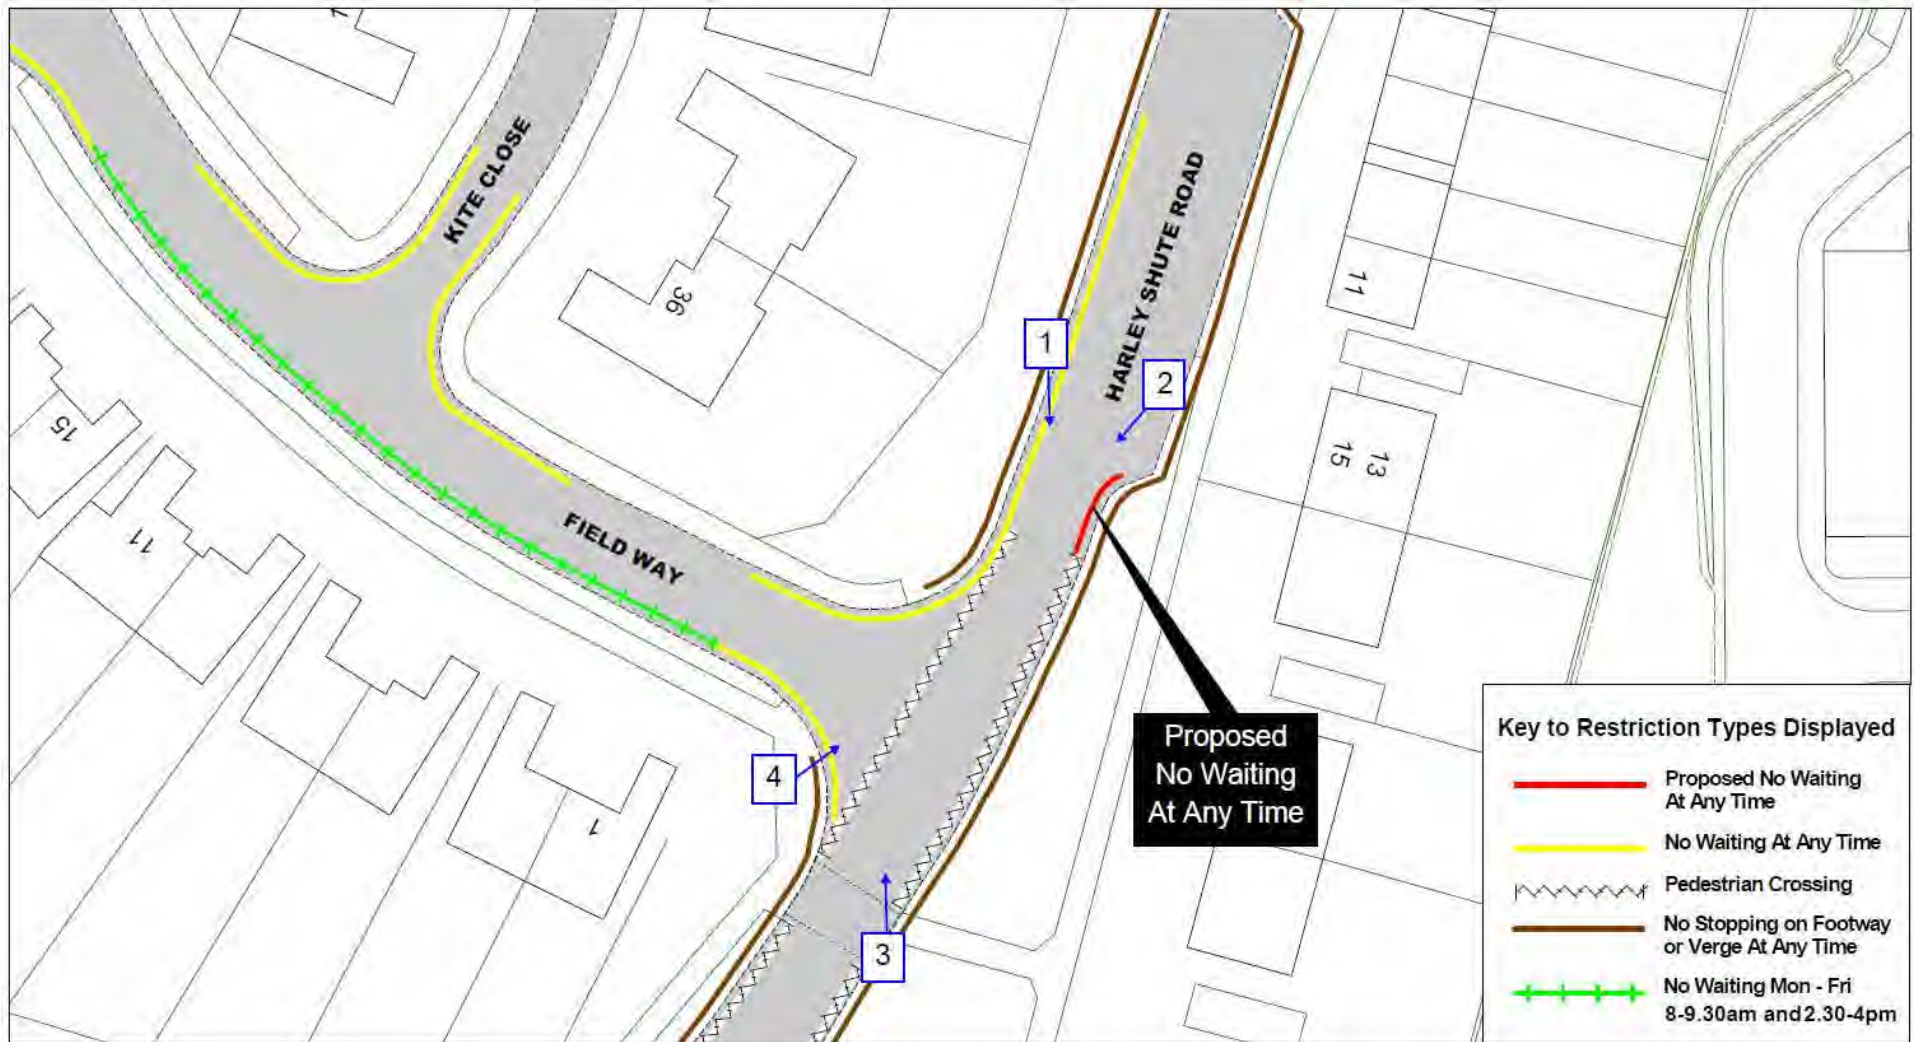 1
KITE CLOSE
36
HARLEY SHUTE ROAD
11
1
2
13
15
15
11
FIELD WAY
4
1
3
Proposed
No Waiting
At Any Time
Key to Restriction Types Displayed
Proposed No Waiting
At Any Time
No Waiting At Any Time
Pedestrian Crossing
No Stopping on Footway
or Verge At Any Time
No Waiting Mon - Fri
8-9.30am and 2.30-4pm